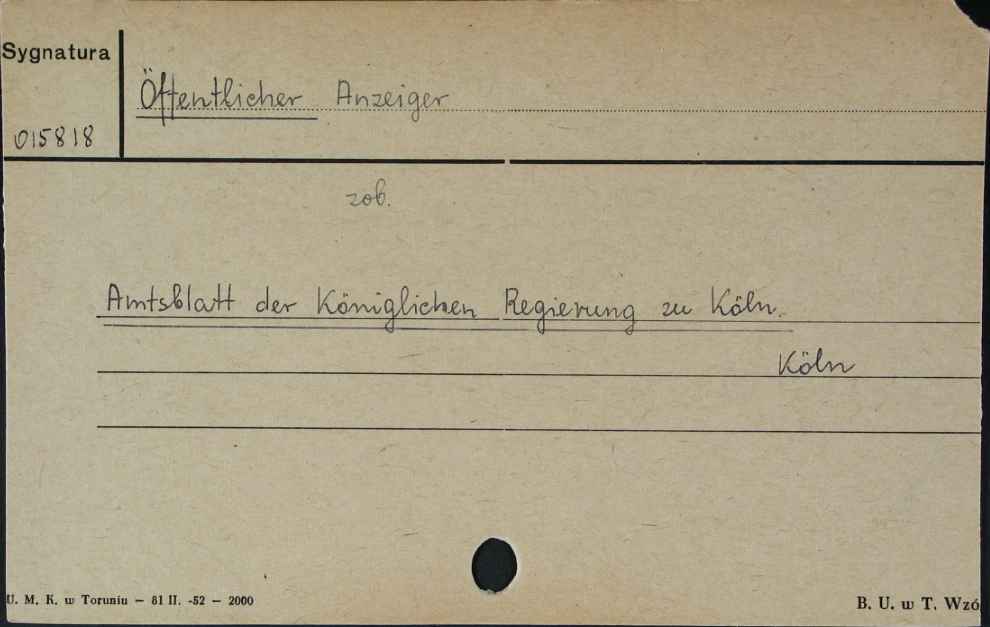 Sygnatura
Öffentlicher Anzeiger
015818
zob.
Amtsblatt der Königlichen Regierung zu Köln.
Köln
U. M. K. w Toruniu — 81 II. -52 — 2000
B. U. w T. Wzó